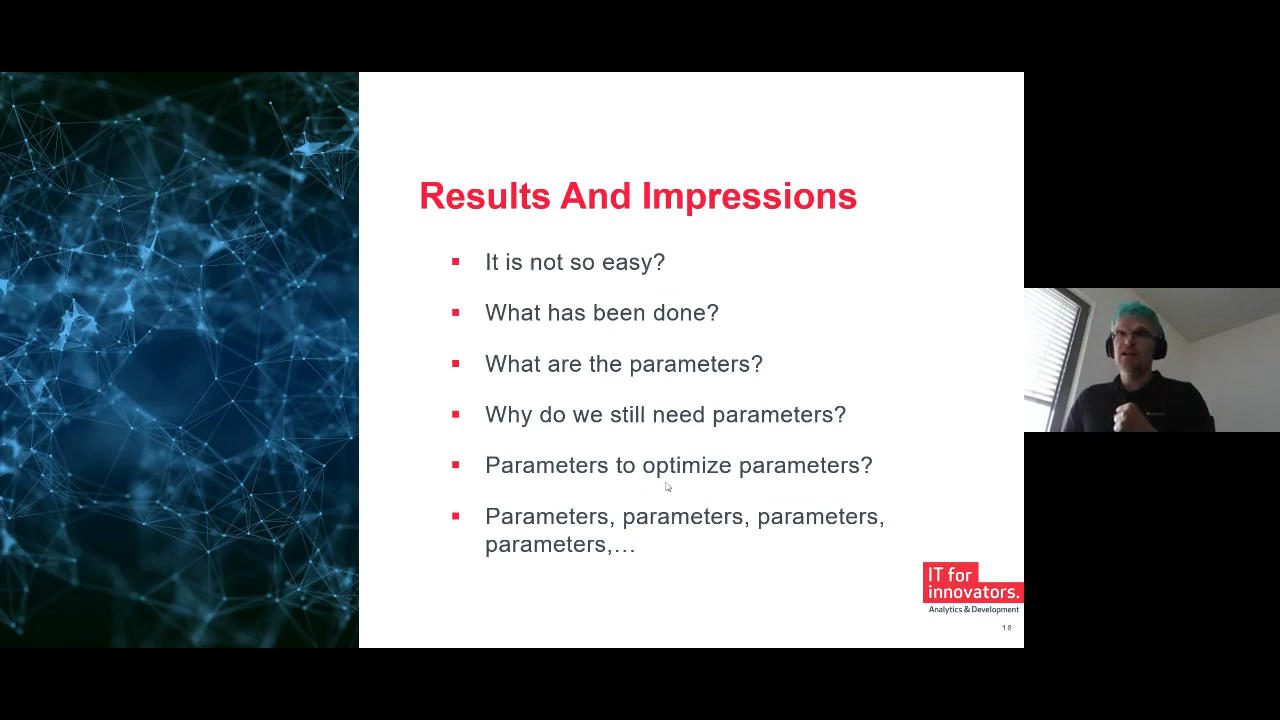 Results And Impressions
It is not so easy?
What has been done?
What are the parameters?
Why do we still need parameters?
Parameters to optimize parameters?
Parameters, parameters, parameters,
parameters,…
IT for
innovators.
Analytics & Development
18